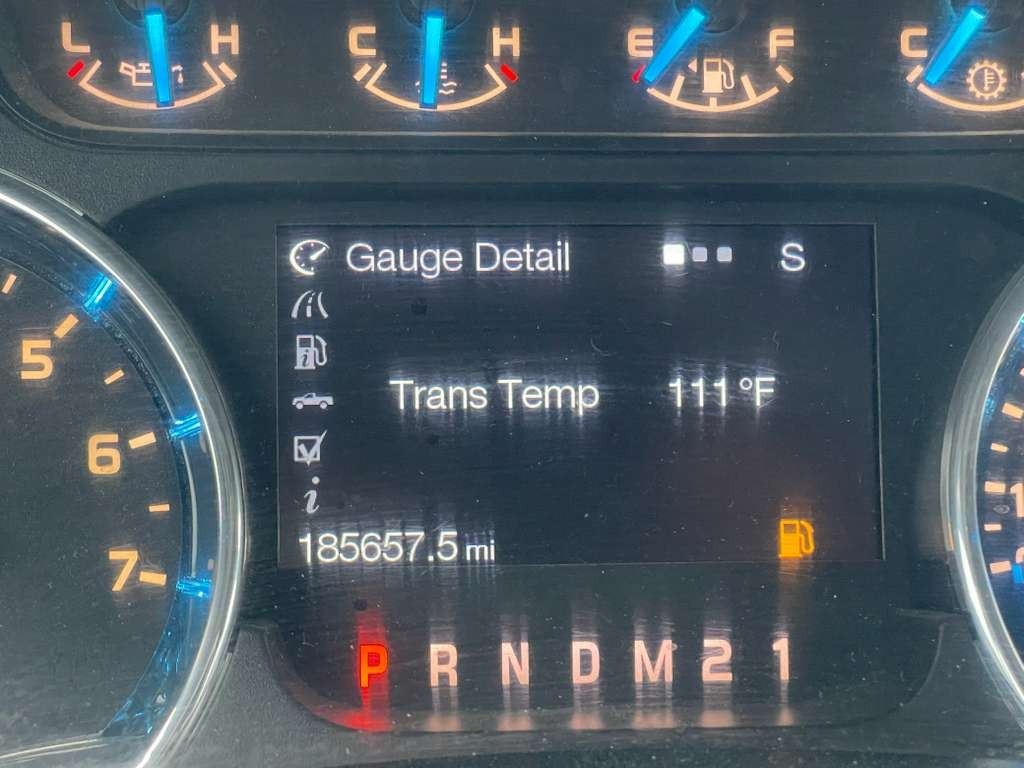 L H C H E F C
Gauge Detail S
5
Trans Temp 111 °F
6
i
185657.5 mi
7
P R N D M 2 1